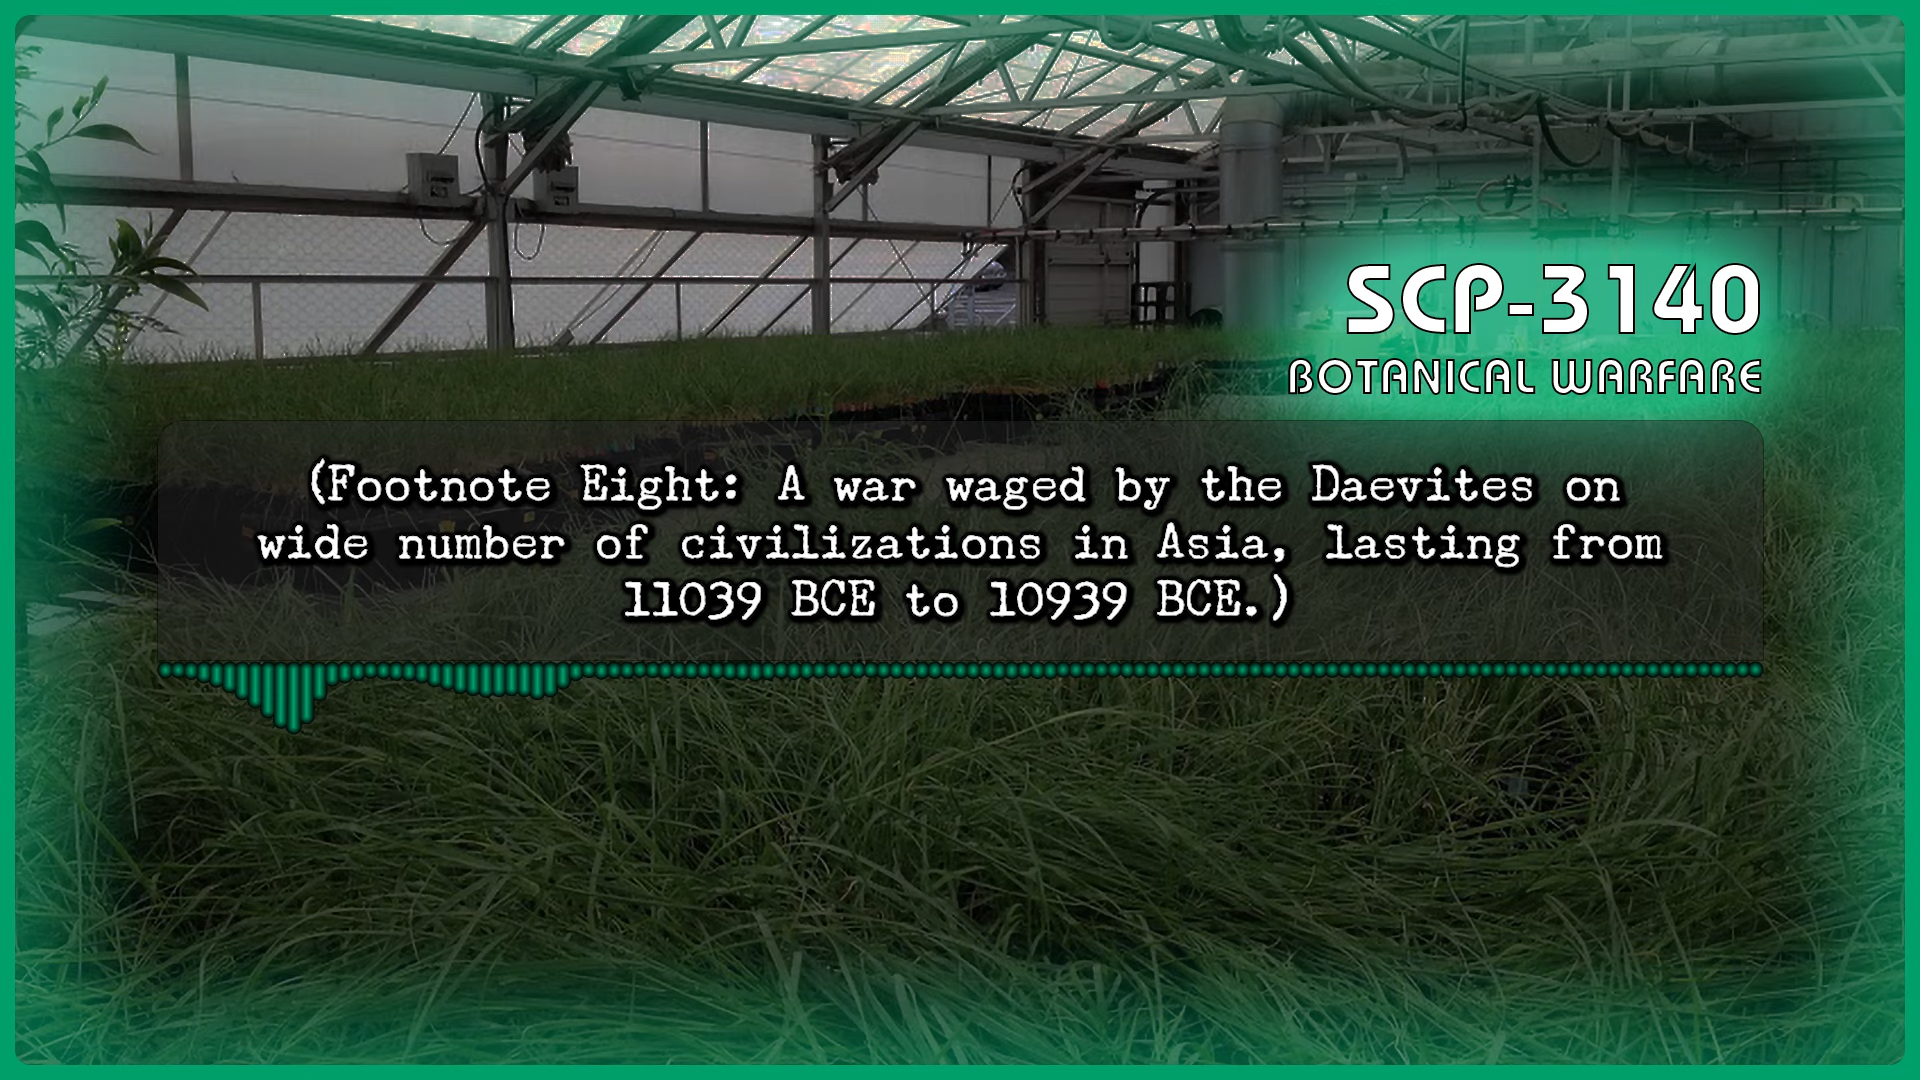 SCP-3140
BOTANICAL WARFARE
(Footnote Eight: A war waged by the Daevites on
wide number of civilizations in Asia, lasting from
11039 BCE to 10939 BCE.)